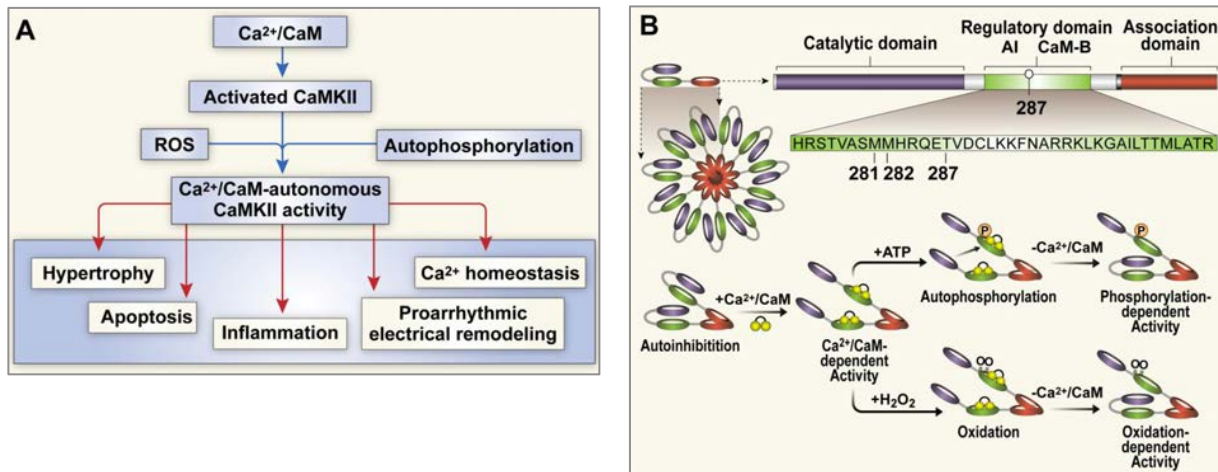 A
Ca²⁺/CaM
Activated CaMKII
ROS
Autophosphorylation
Ca²⁺/CaM-autonomous
CaMKII activity
Hypertrophy
Ca²⁺ homeostasis
Apoptosis
Inflammation
Proarrhythmic
electrical remodeling
B
Catalytic domain
Regulatory domain
AI CaM-B
Association
domain
287
HRSTVASMMHRQETVDCLKKFNARRKLKGAILTTMLATR
281 282 287
Autoinhibitition
+Ca²⁺/CaM
Ca²⁺/CaM-
dependent
Activity
+ATP
P
Autophosphorylation
-Ca²⁺/CaM
P
Phosphorylation-
dependent
Activity
+H₂O₂
OO
Oxidation
-Ca²⁺/CaM
OO
Oxidation-
dependent
Activity